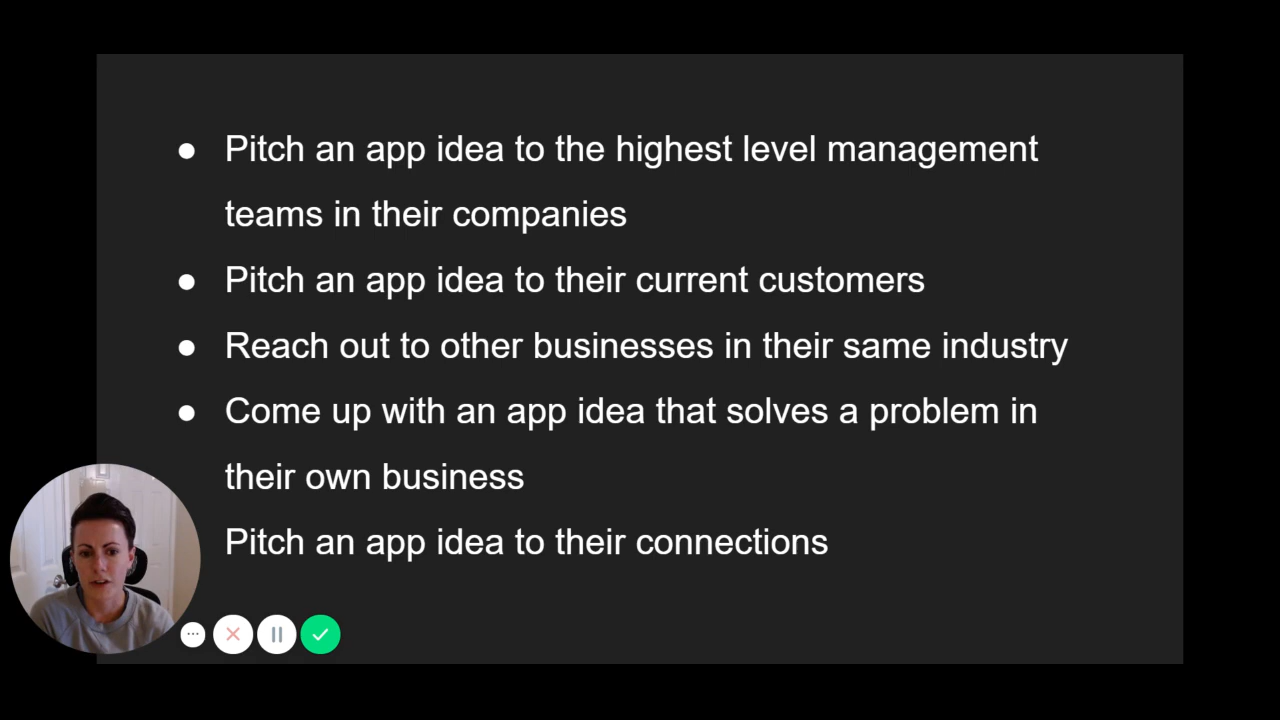 ● Pitch an app idea to the highest level management
teams in their companies
● Pitch an app idea to their current customers
● Reach out to other businesses in their same industry
● Come up with an app idea that solves a problem in
their own business
Pitch an app idea to their connections